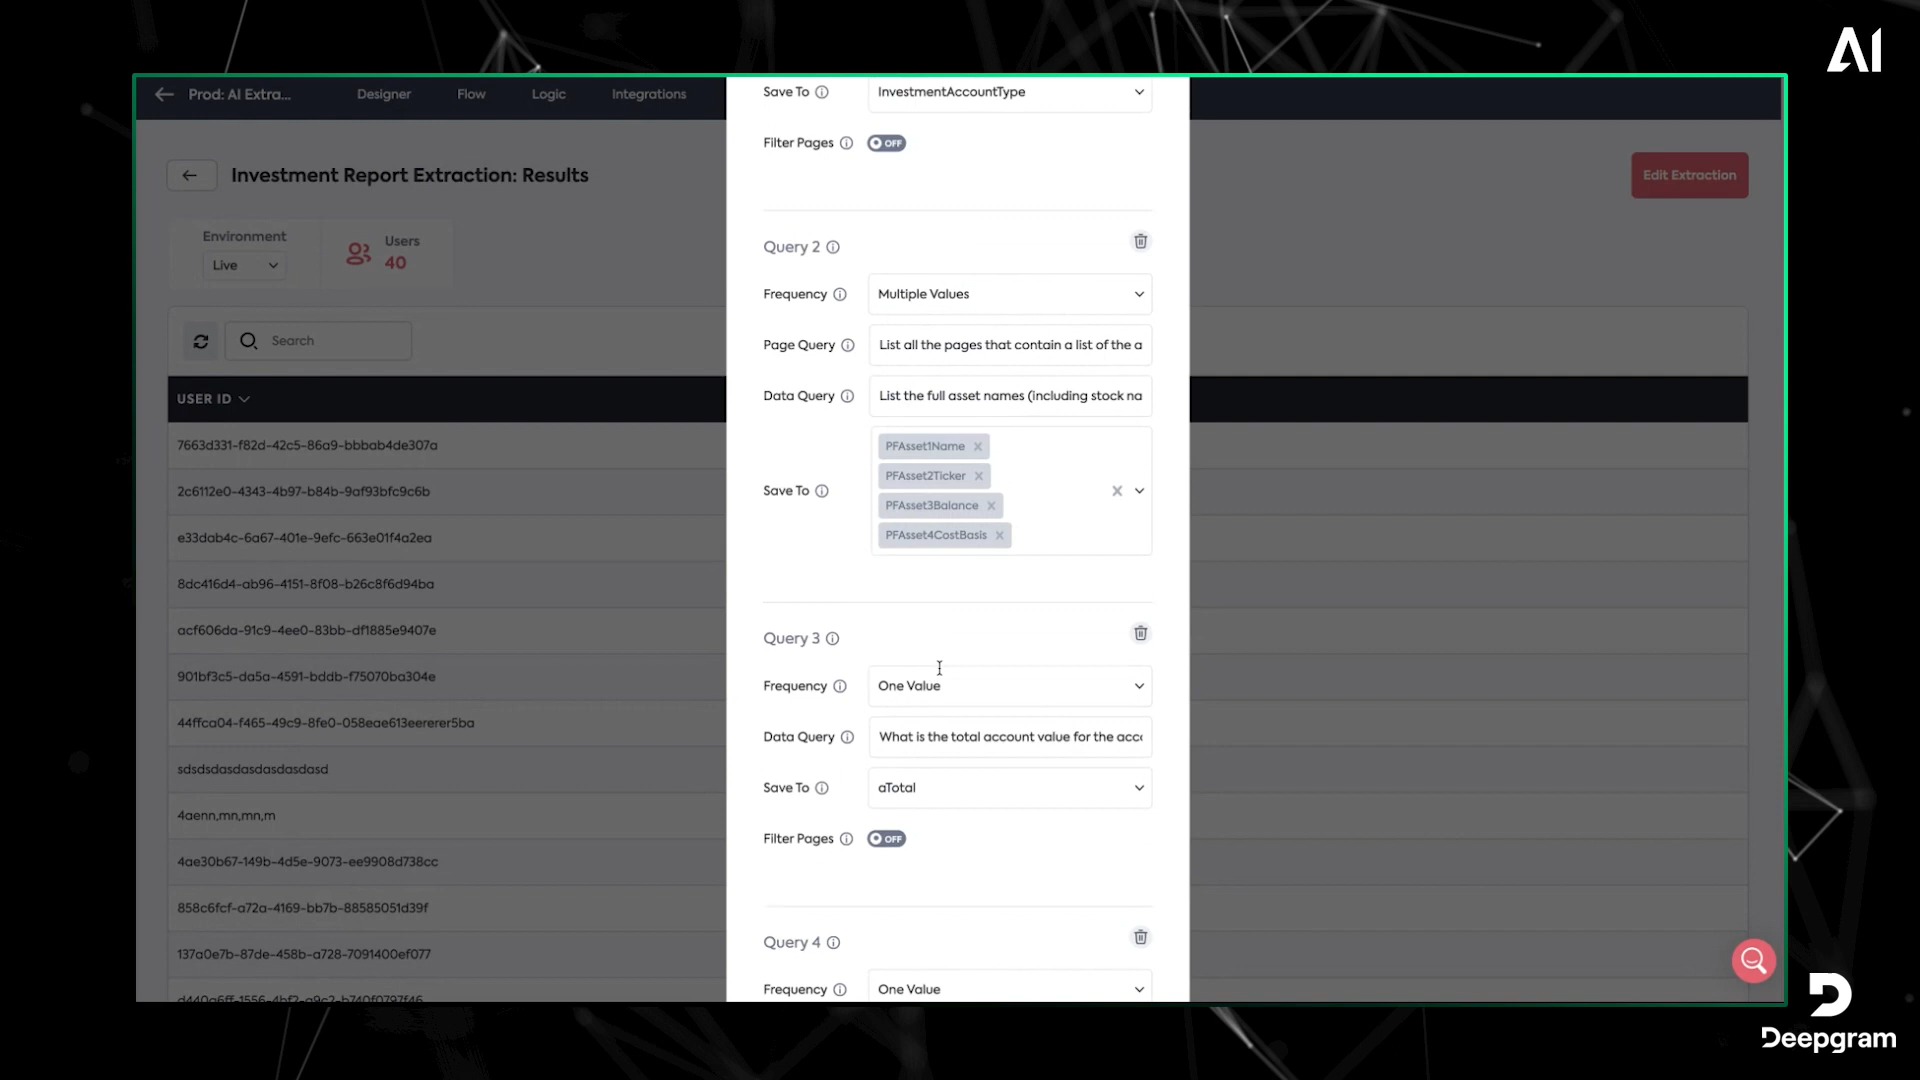 AI
Prod: AI Extra...
Designer
Flow
Logic
Integrations
Save To
InvestmentAccountType
Filter Pages
OFF
Investment Report Extraction: Results
Edit Extraction
Environment
Live
Users
40
Query 2
Frequency
Multiple Values
Search
Page Query
List all the pages that contain a list of the a
USER ID
Data Query
List the full asset names (including stock na
7663d331-f82d-42c5-86a9-bbbab4de307a
2c6112e0-4343-4b97-b84b-9af93bfc9c6b
e33dab4c-6a67-401e-9efc-663e01f4a2ea
8dc416d4-ab96-4151-8f08-b26c8f6d94ba
acf606da-91c9-4ee0-83bb-df1885e9407e
901bf3c5-da5a-4591-bddb-f75070ba304e
44ffca04-f465-49c9-8fe0-058eae613eererer5ba
sdsdsdasdasdasdasdasd
4aenn,mn,mn,m
4ae30b67-149b-4d5e-9073-ee9908d738cc
858c6fcf-a72a-4169-bb7b-88585051d39f
137a0e7b-87de-458b-a728-7091400ef077
d440a6ff-1556-4bf2-a9c2-b740f0797f46
Save To
PFAsset1Name
PFAsset2Ticker
PFAsset3Balance
PFAsset4CostBasis
Query 3
Frequency
One Value
Data Query
What is the total account value for the acc
Save To
aTotal
Filter Pages
OFF
Query 4
Frequency
One Value
Deepgram